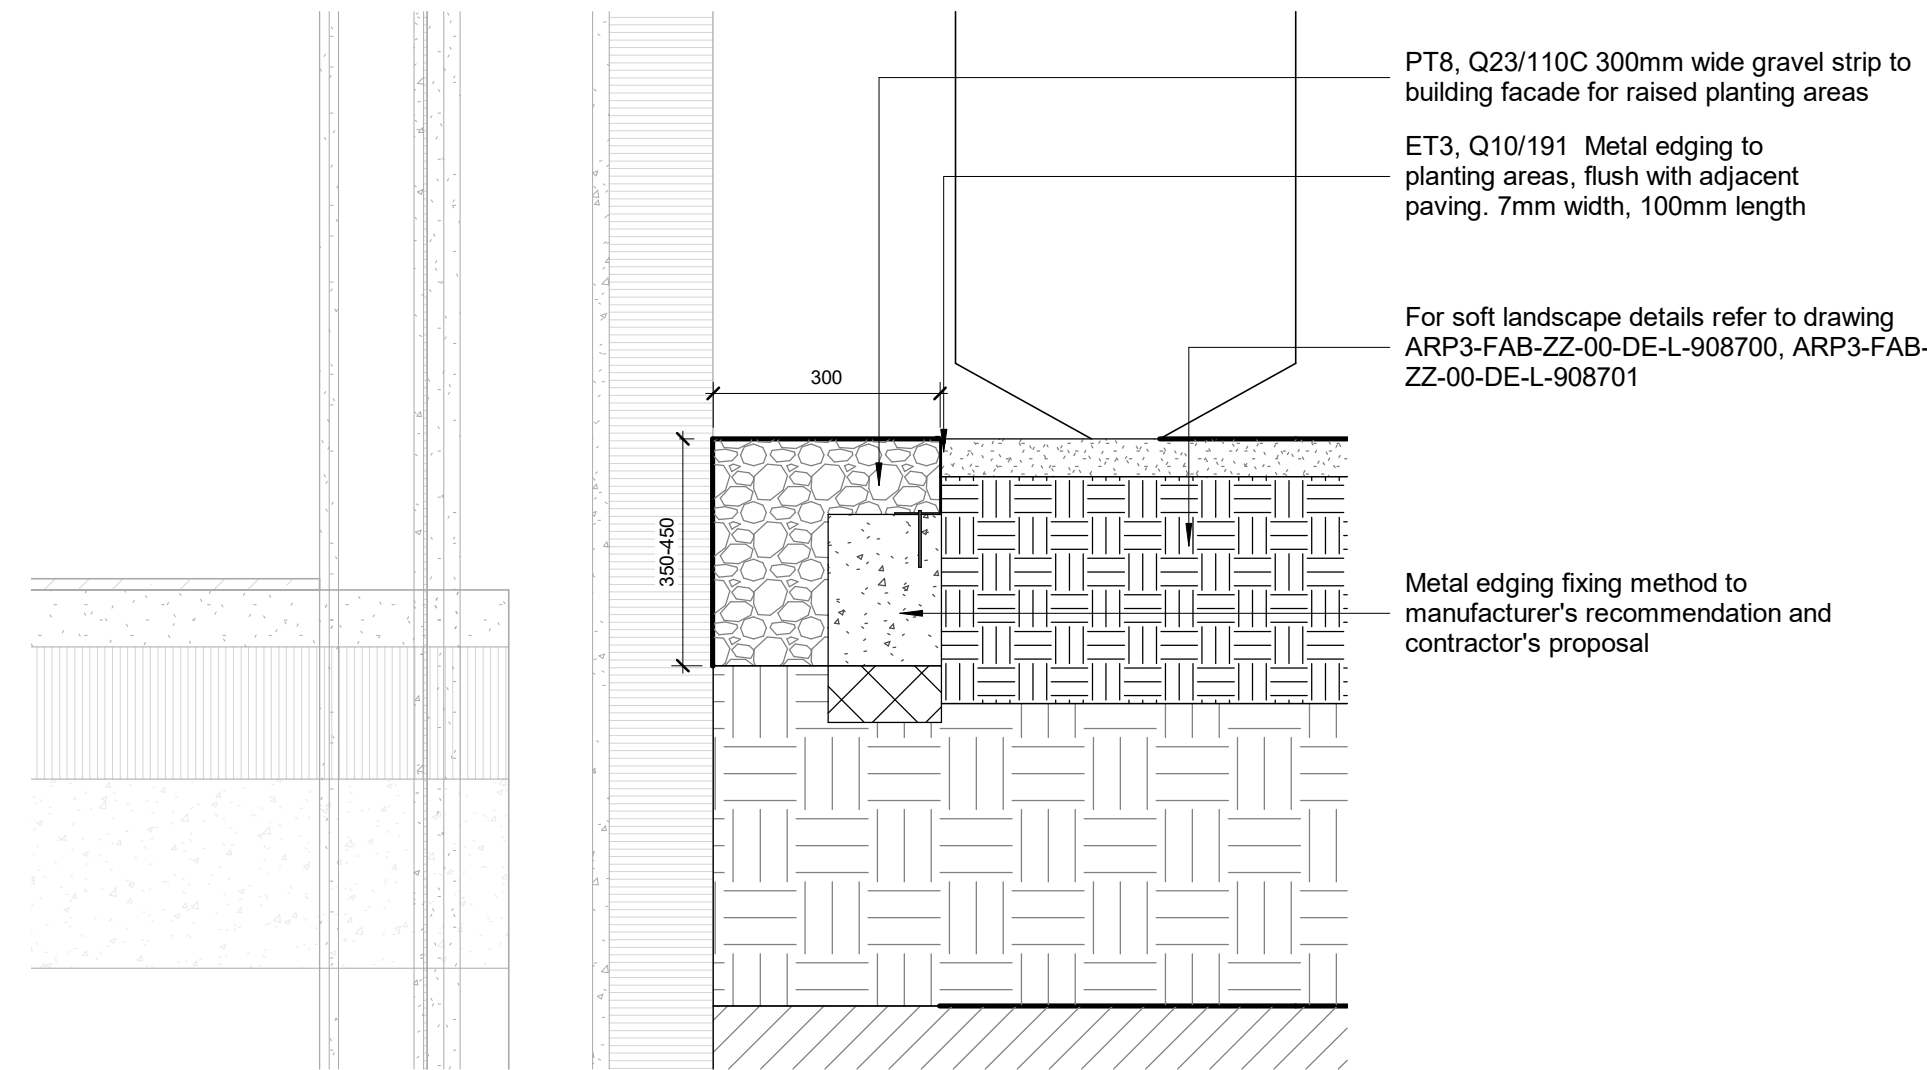 PT8, Q23/110C 300mm wide gravel strip to
building facade for raised planting areas
ET3, Q10/191  Metal edging to
planting areas, flush with adjacent
paving. 7mm width, 100mm length
For soft landscape details refer to drawing
ARP3-FAB-ZZ-00-DE-L-908700, ARP3-FAB-
ZZ-00-DE-L-908701
300
350-450
Metal edging fixing method to
manufacturer's recommendation and
contractor's proposal